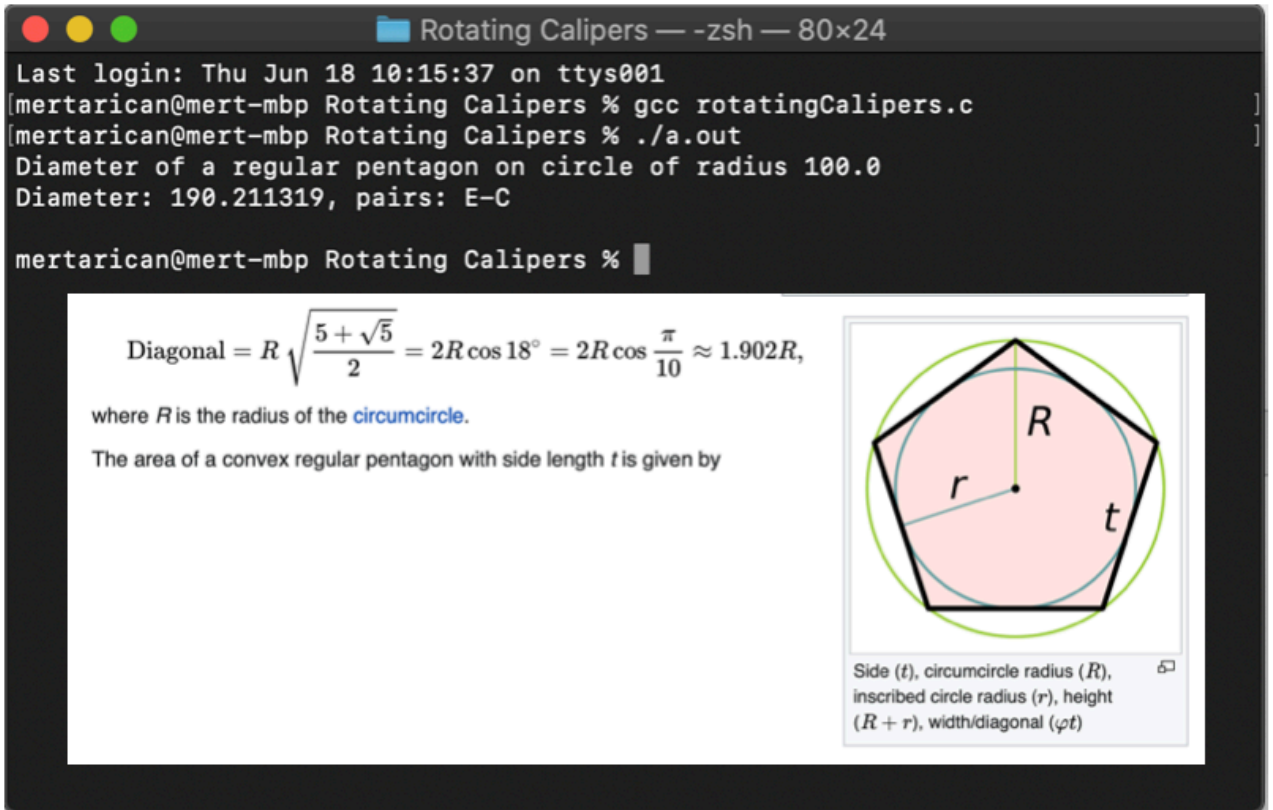 Rotating Calipers — -zsh — 80×24
Last login: Thu Jun 18 10:15:37 on ttys001
[mertarican@mert-mbp Rotating Calipers % gcc rotatingCalipers.c ]
[mertarican@mert-mbp Rotating Calipers % ./a.out ]
Diameter of a regular pentagon on circle of radius 100.0
Diameter: 190.211319, pairs: E-C
mertarican@mert-mbp Rotating Calipers %
Diagonal = R √((5 + √5)/2) = 2R cos 18° = 2R cos π/10 ≈ 1.902R,
where R is the radius of the circumcircle.
The area of a convex regular pentagon with side length t is given by
R
r
t
Side (t), circumcircle radius (R),
inscribed circle radius (r), height
(R + r), width/diagonal (φt)